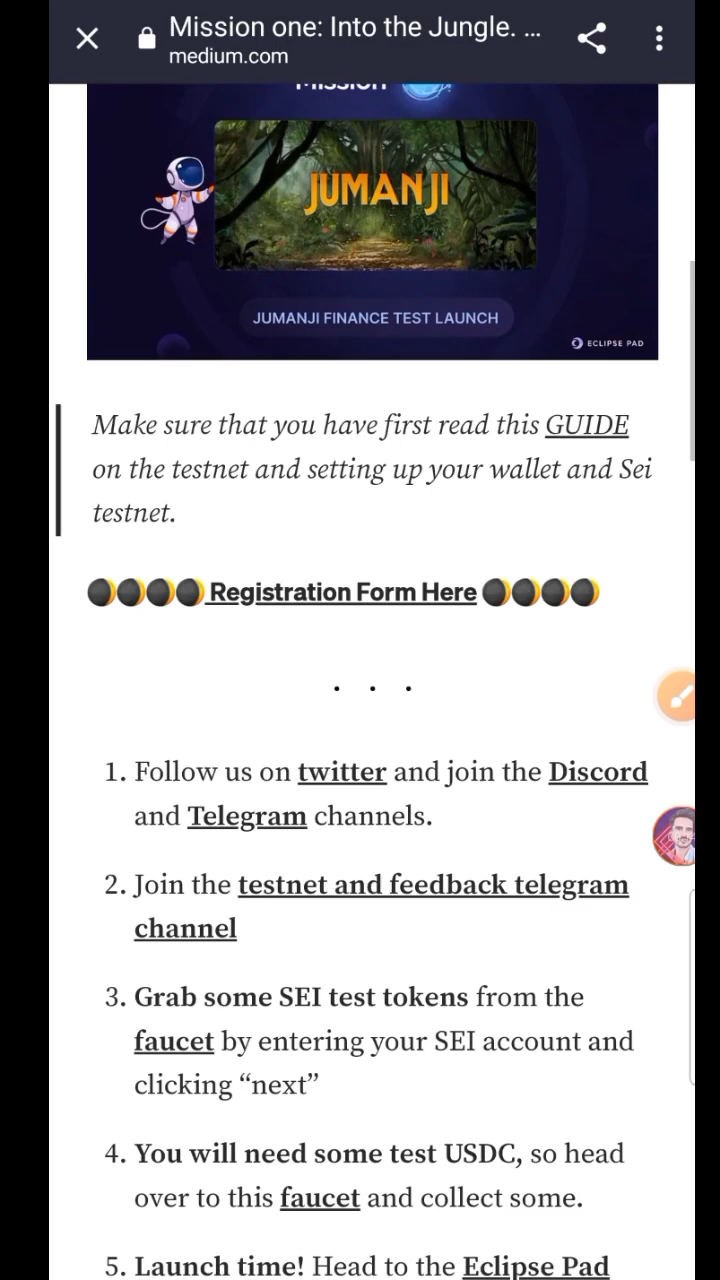 Mission one: Into the Jungle. ...
medium.com
Mission
JUMANJI
JUMANJI FINANCE TEST LAUNCH
ECLIPSE PAD
Make sure that you have first read this GUIDE
on the testnet and setting up your wallet and Sei
testnet.
Registration Form Here
. . .
1. Follow us on twitter and join the Discord
and Telegram channels.
2. Join the testnet and feedback telegram
channel
3. Grab some SEI test tokens from the
faucet by entering your SEI account and
clicking “next”
4. You will need some test USDC, so head
over to this faucet and collect some.
5. Launch time! Head to the Eclipse Pad